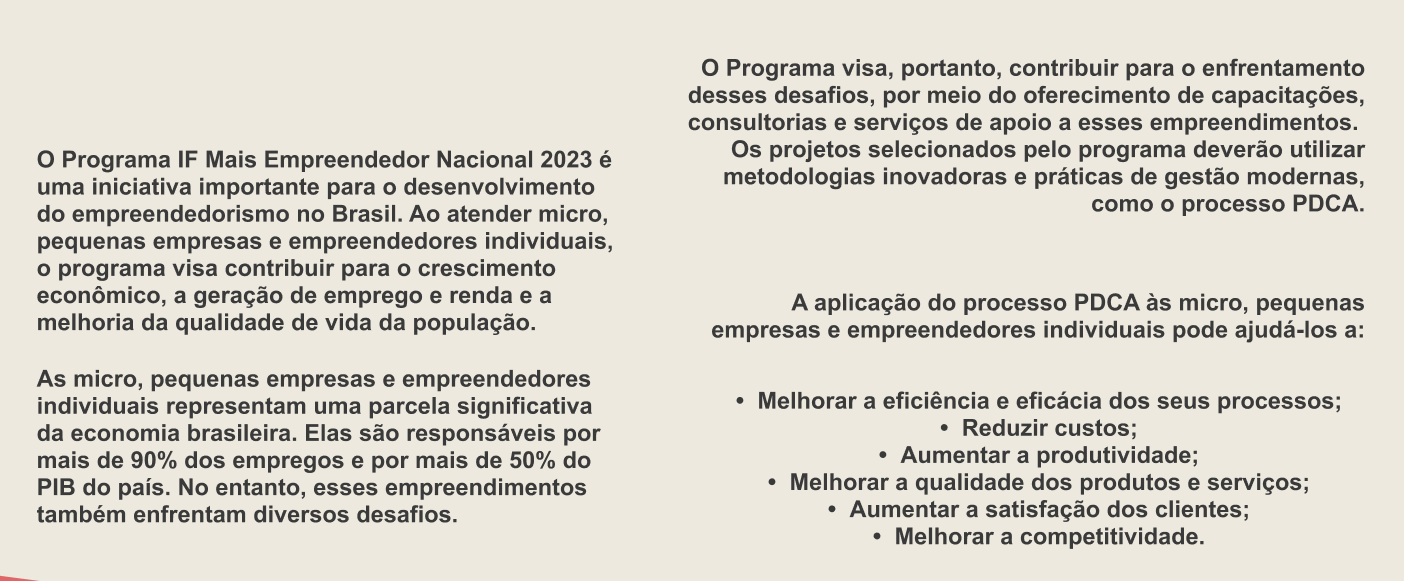 O Programa IF Mais Empreendedor Nacional 2023 é
uma iniciativa importante para o desenvolvimento
do empreendedorismo no Brasil. Ao atender micro,
pequenas empresas e empreendedores individuais,
o programa visa contribuir para o crescimento
econômico, a geração de emprego e renda e a
melhoria da qualidade de vida da população.
As micro, pequenas empresas e empreendedores
individuais representam uma parcela significativa
da economia brasileira. Elas são responsáveis por
mais de 90% dos empregos e por mais de 50% do
PIB do país. No entanto, esses empreendimentos
também enfrentam diversos desafios.
O Programa visa, portanto, contribuir para o enfrentamento
desses desafios, por meio do oferecimento de capacitações,
consultorias e serviços de apoio a esses empreendimentos.
Os projetos selecionados pelo programa deverão utilizar
metodologias inovadoras e práticas de gestão modernas,
como o processo PDCA.
A aplicação do processo PDCA às micro, pequenas
empresas e empreendedores individuais pode ajudá-los a:
• Melhorar a eficiência e eficácia dos seus processos;
• Reduzir custos;
• Aumentar a produtividade;
• Melhorar a qualidade dos produtos e serviços;
• Aumentar a satisfação dos clientes;
• Melhorar a competitividade.